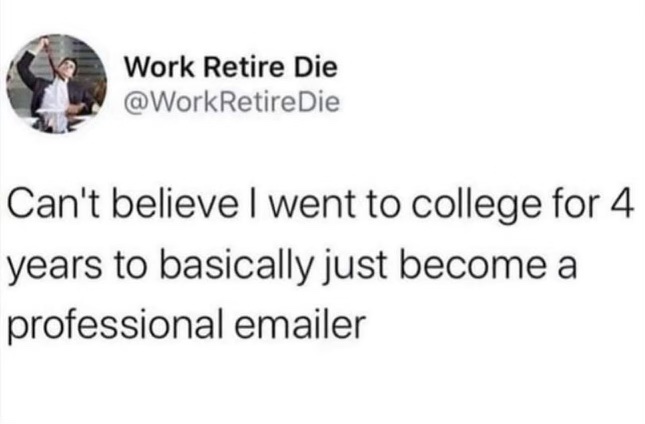 Work Retire Die
@WorkRetireDie
Can't believe I went to college for 4
years to basically just become a
professional emailer